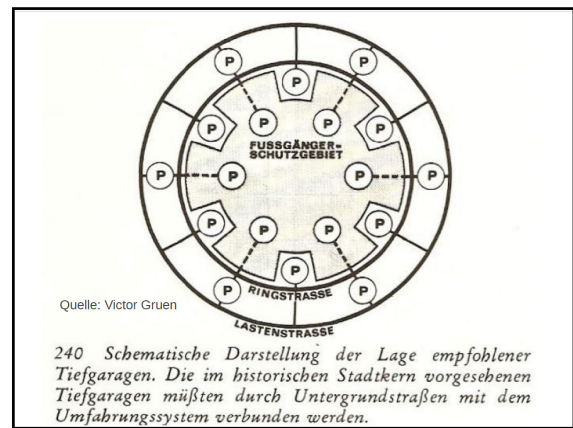 P
P
P
P
P
P
P
FUSSGÄNGER-
SCHUTZGEBIET
P
P
P
P
P
P
P
P
P
P
P
RINGSTRASSE
Quelle: Victor Gruen
LASTENSTRASSE
240 Schematische Darstellung der Lage empfohlener
Tiefgaragen. Die im historischen Stadtkern vorgesehenen
Tiefgaragen müßten durch Untergrundstraßen mit dem
Umfahrungssystem verbunden werden.